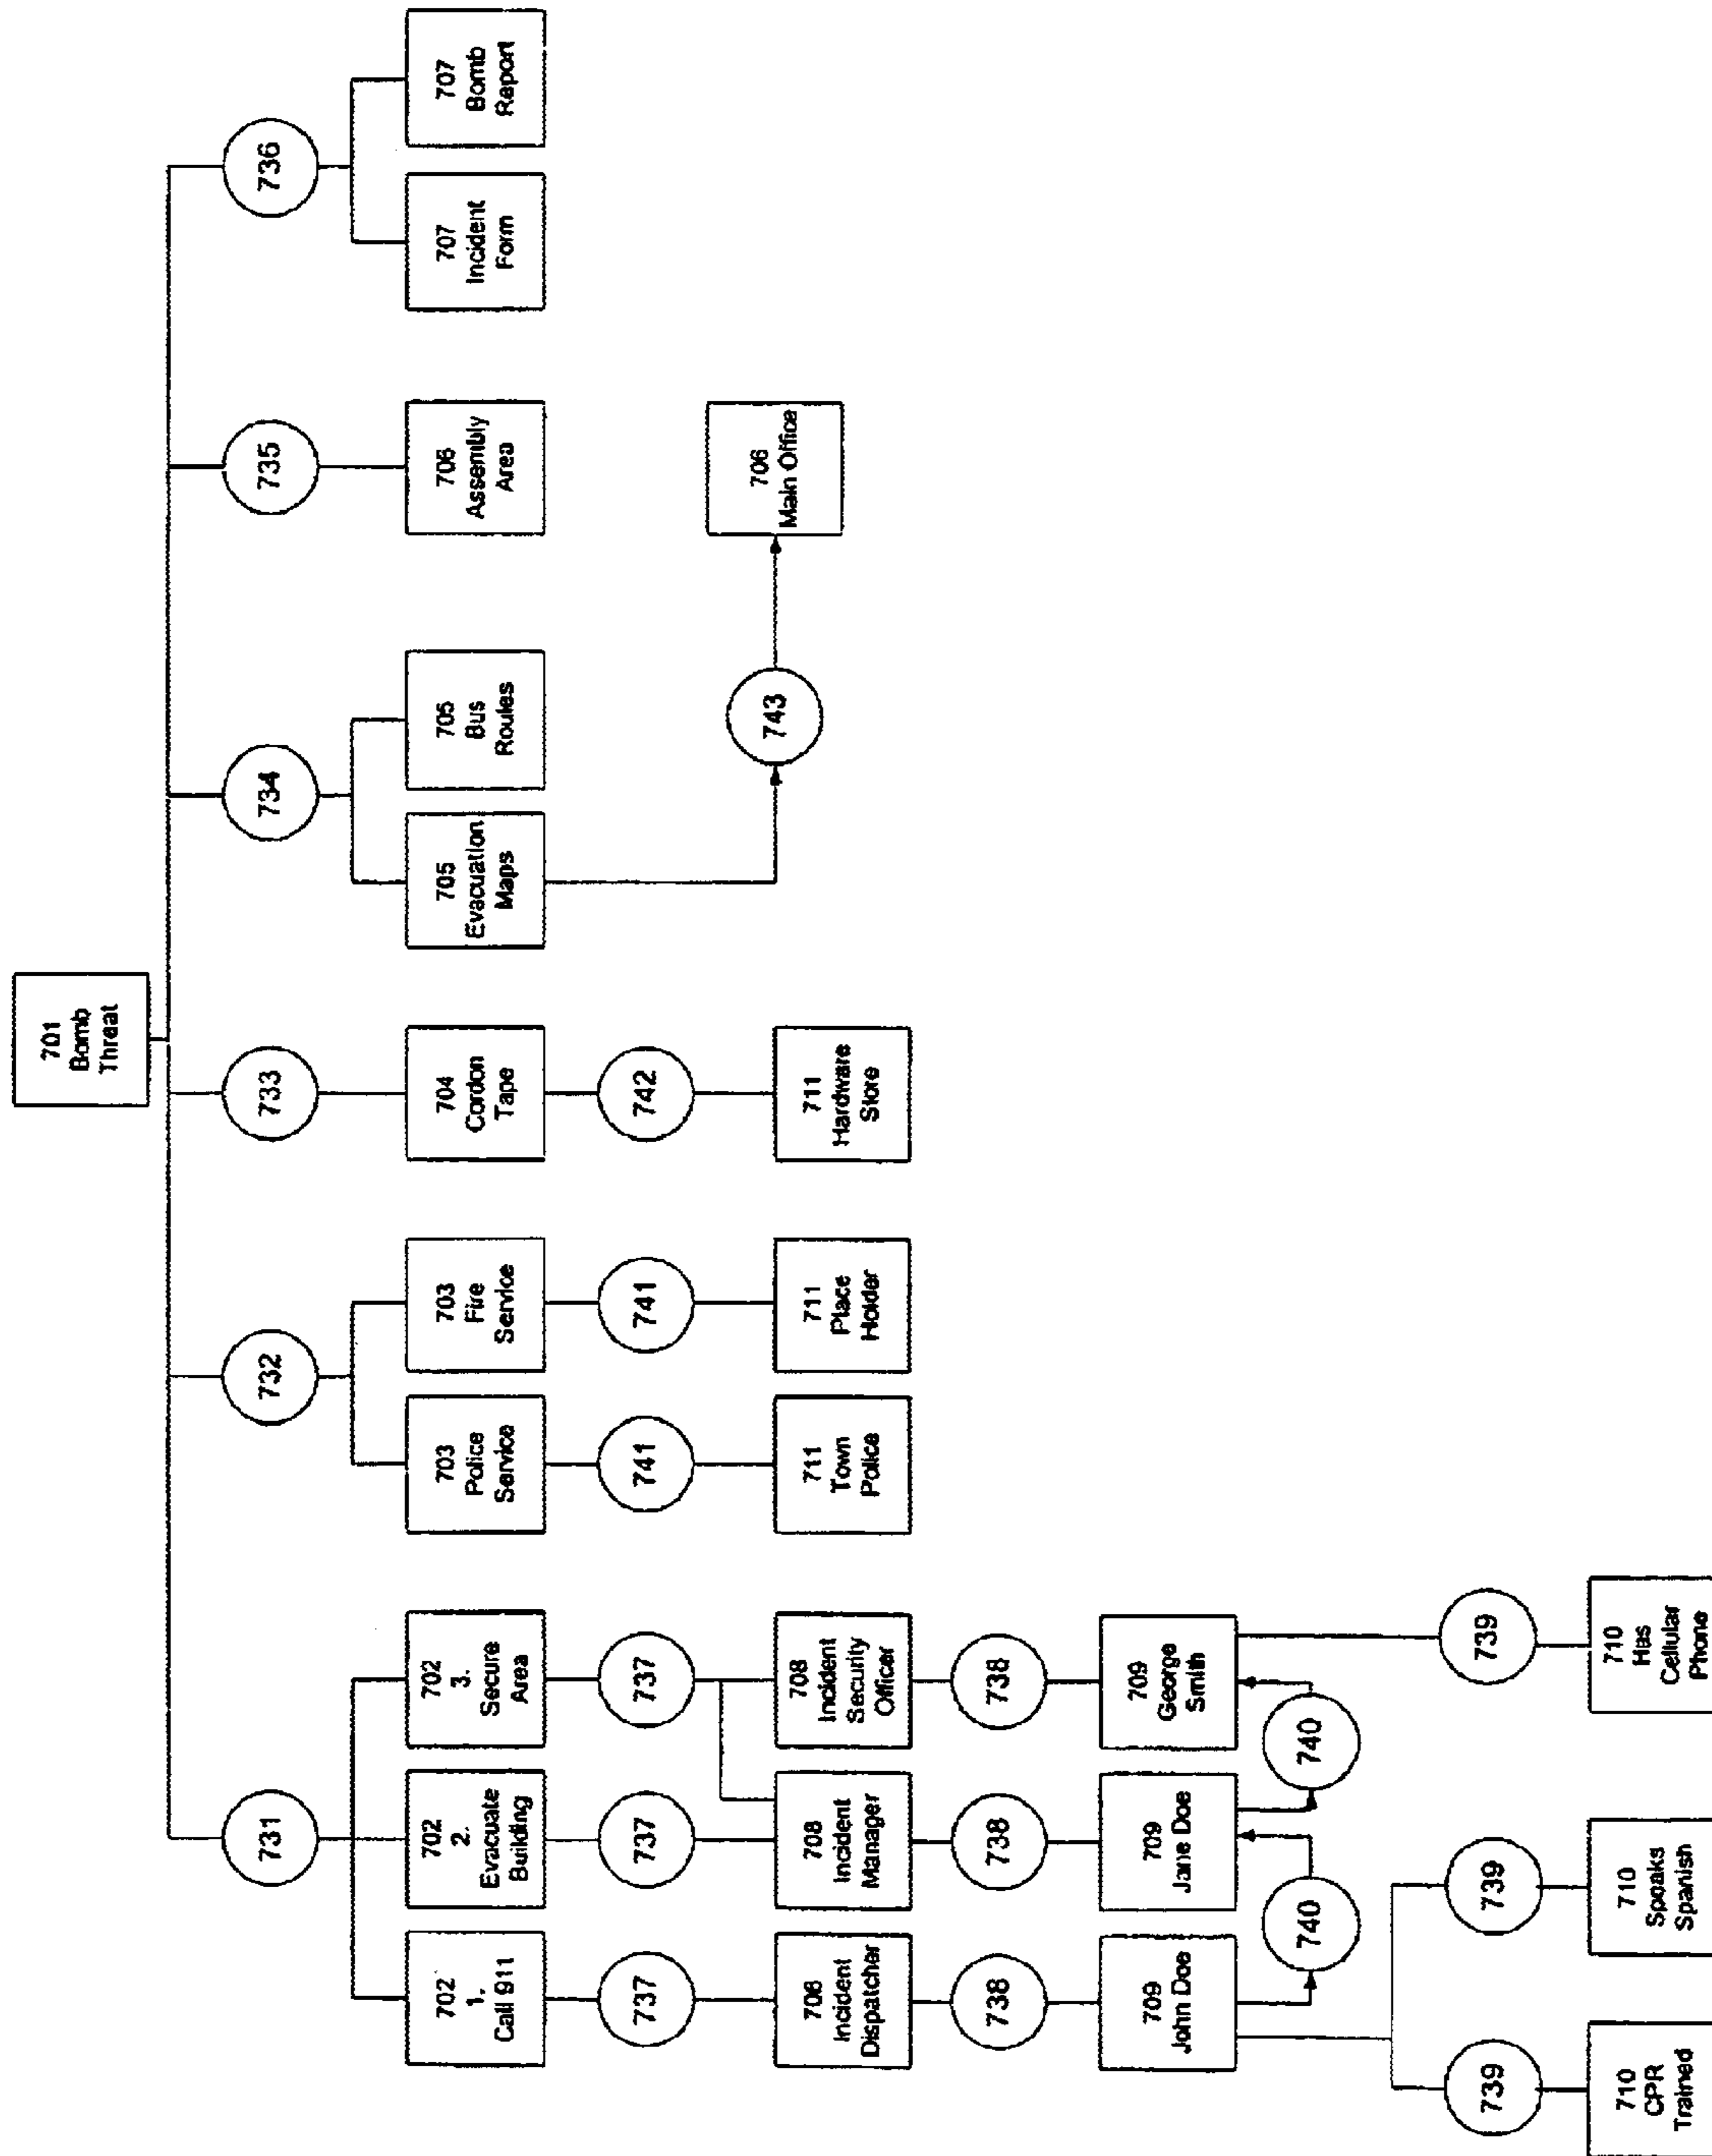 701
Bomb
Threat
731
732
733
734
735
736
702
1.
Call 911
702
2.
Evacuate
Building
702
3.
Secure
Area
703
Police
Service
703
Fire
Service
704
Cordon
Tape
705
Evacuation
Maps
705
Bus
Routes
706
Assembly
Area
707
Incident
Form
707
Bomb
Report
737
737
737
741
741
742
743
706
Main Office
708
Incident
Dispatcher
708
Incident
Manager
708
Incident
Security
Officer
711
Town
Police
711
Place
Holder
711
Hardware
Store
738
738
738
709
John Doe
709
Jane Doe
709
George
Smith
740
740
739
739
739
710
CPR
Trained
710
Speaks
Spanish
710
Has
Cellular
Phone